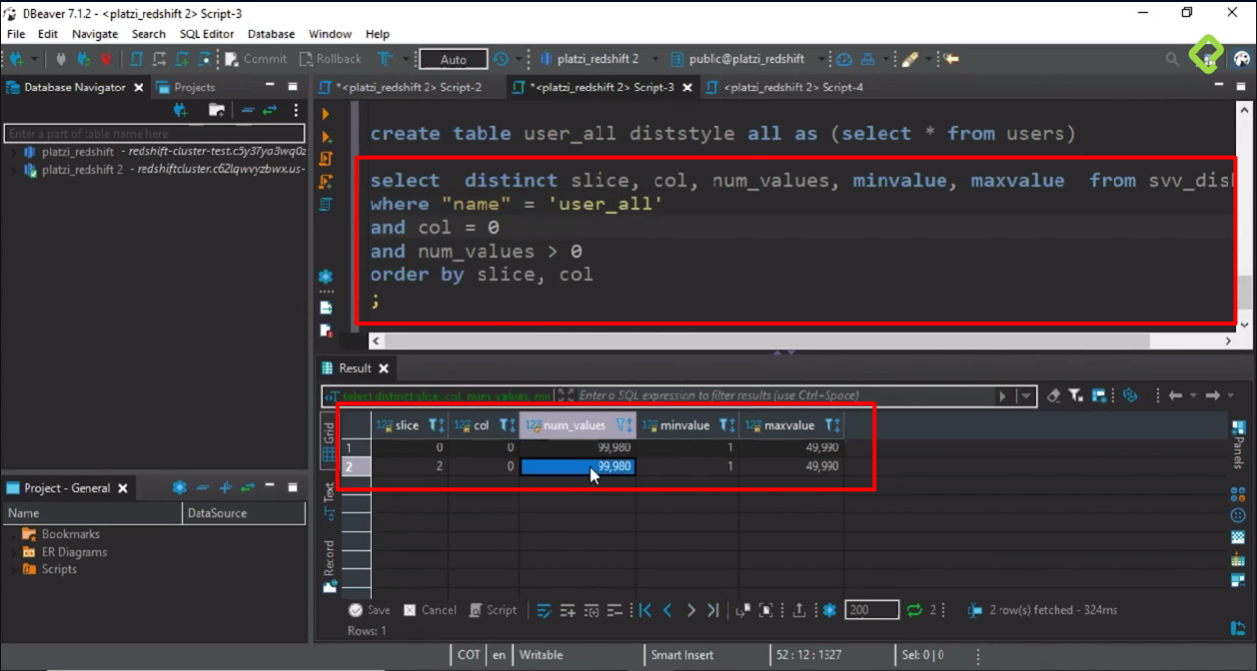 DBeaver 7.1.2 - <platzi_redshift 2> Script-3
File Edit Navigate Search SQL Editor Database Window Help
Commit Rollback Auto platzi_redshift 2 public@platzi_redshift
Database Navigator Projects
*<platzi_redshift 2> Script-2 *<platzi_redshift 2> Script-3 <platzi_redshift 2> Script-4
Enter a part of table name here
platzi_redshift - redshift-cluster-test.c5y37ya3wq0z
platzi_redshift 2 - redshiftcluster.c62lqwvyzbwx.us-
create table user_all diststyle all as (select * from users)
select distinct slice, col, num_values, minvalue, maxvalue from svv_dis
where "name" = 'user_all'
and col = 0
and num_values > 0
order by slice, col
;
Result
select distinct slice, col, num_values, min Enter a SQL expression to filter results (use Ctrl+Space)
Grid
Text
Record
Panels
123 slice 123 col 123 num_values 123 minvalue 123 maxvalue
1 0 0 99,980 1 49,990
2 2 0 99,980 1 49,990
Project - General
Name DataSource
Bookmarks
ER Diagrams
Scripts
Save Cancel Script 200 2 2 row(s) fetched - 324ms
Rows: 1
COT en Writable Smart Insert 52 : 12 : 1327 Sel: 0 | 0